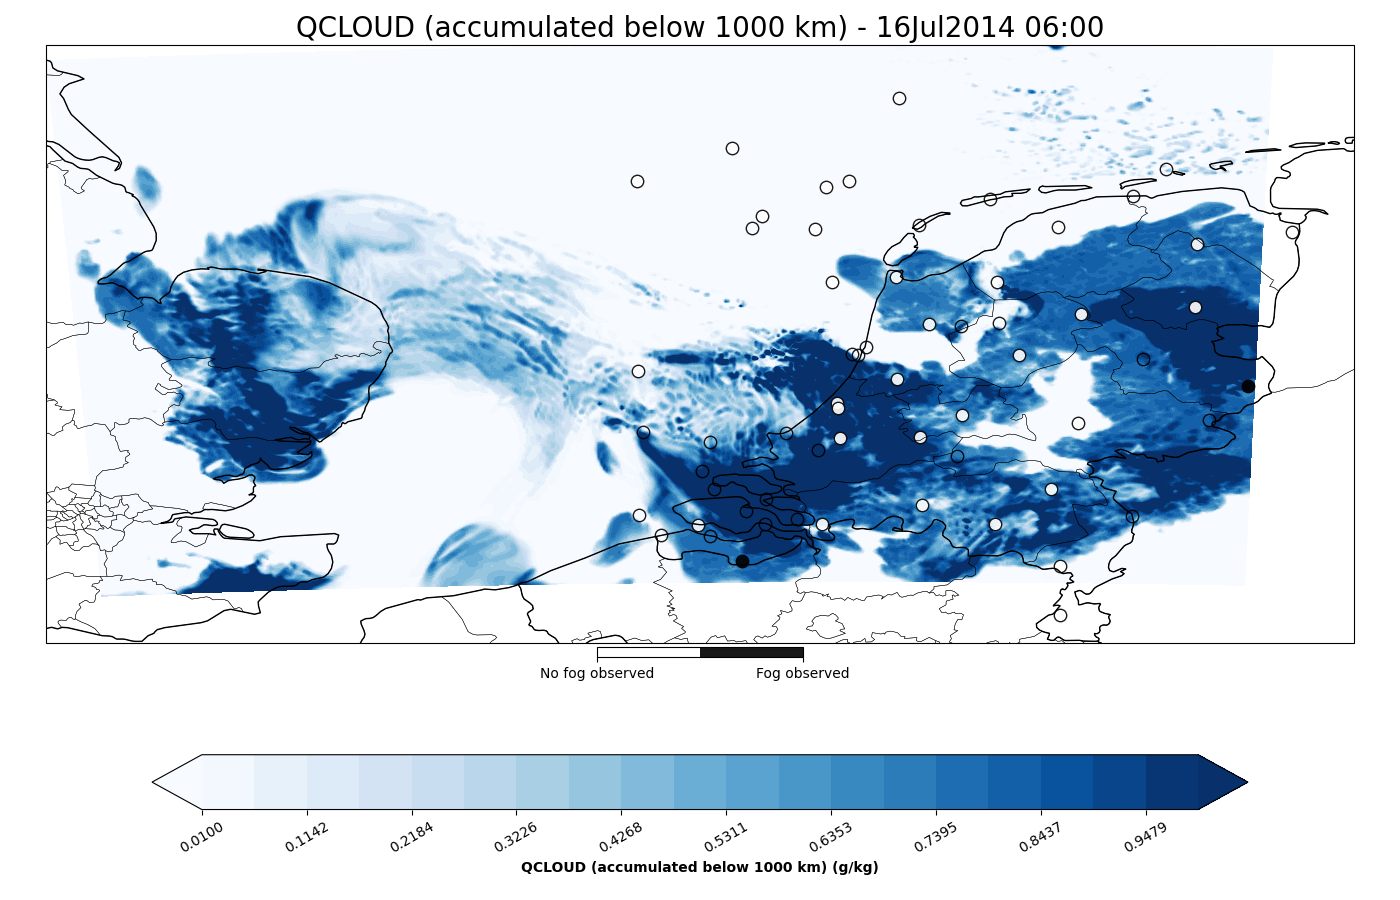 QCLOUD (accumulated below 1000 km) - 16Jul2014 06:00
No fog observed Fog observed
0.0100 0.1142 0.2184 0.3226 0.4268 0.5311 0.6353 0.7395 0.8437 0.9479
QCLOUD (accumulated below 1000 km) (g/kg)